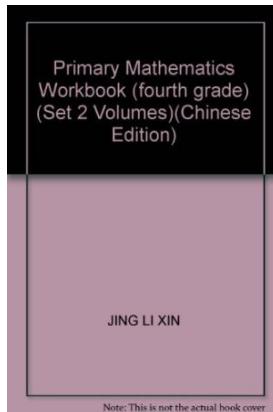 Primary Mathematics
Workbook (fourth grade)
(Set 2 Volumes)(Chinese
Edition)
JING LI XIN
Note: This is not the actual book cover